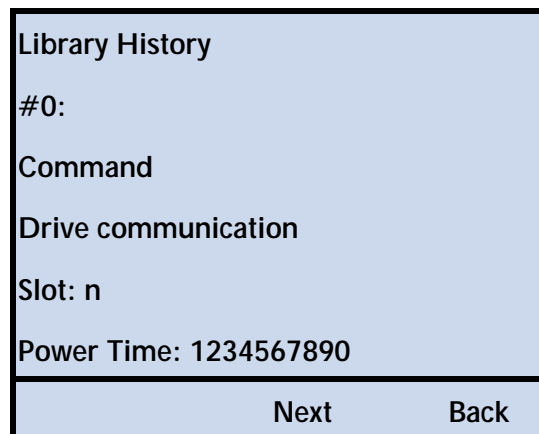 Library History
#0:
Command
Drive communication
Slot: n
Power Time: 1234567890
Next Back